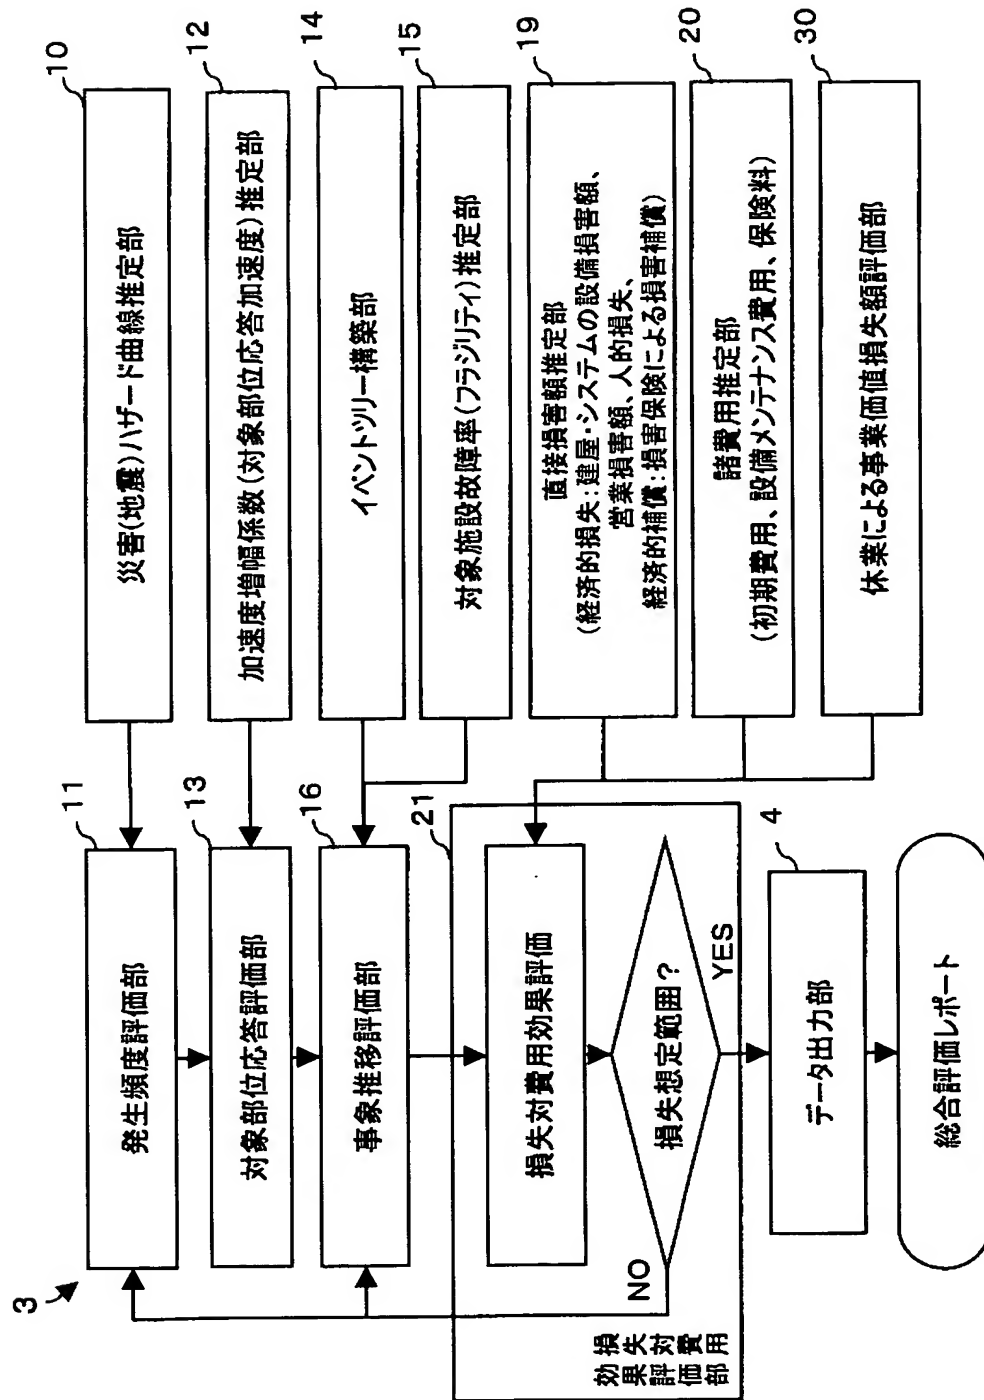 3
11
発生頻度評価部
10
災害(地震)ハザード曲線推定部
13
対象部位応答評価部
12
加速度増幅係数(対象部位応答加速度)推定部
16
事象推移評価部
14
イベントツリー構築部
15
対象施設故障率(フラジリティ)推定部
21
損失対費用
効果評価部
損失対費用効果評価
損失想定範囲?
NO
YES
19
直接損害額推定部
(経済的損失:建屋・システムの設備損害額、
営業損害額、人的損失、
経済的補償:損害保険による損害補償)
20
諸費用推定部
(初期費用、設備メンテナンス費用、保険料)
30
休業による事業価値損失額評価部
4
データ出力部
総合評価レポート